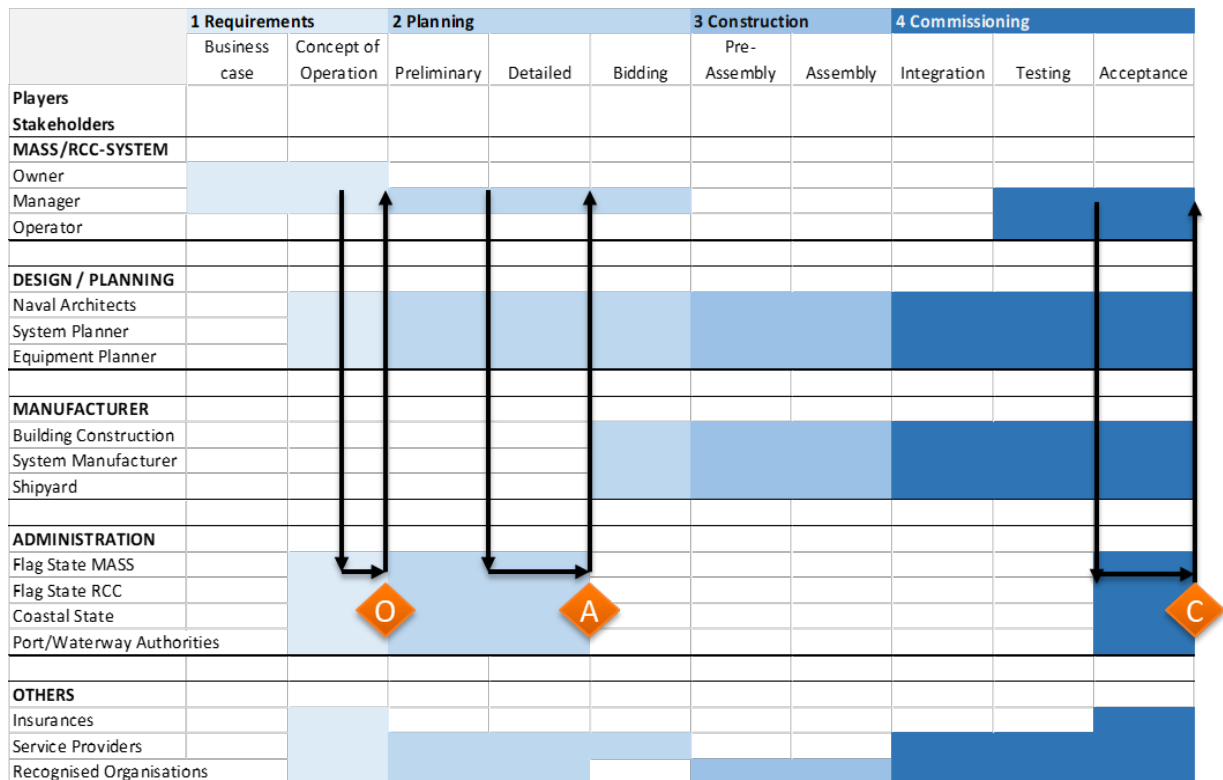 1 Requirements 2 Planning 3 Construction 4 Commissioning
Business case Concept of Operation Preliminary Detailed Bidding Pre-Assembly Assembly Integration Testing Acceptance
Players
Stakeholders
MASS/RCC-SYSTEM
Owner
Manager
Operator
DESIGN / PLANNING
Naval Architects
System Planner
Equipment Planner
MANUFACTURER
Building Construction
System Manufacturer
Shipyard
ADMINISTRATION
Flag State MASS
Flag State RCC
Coastal State
O A C
Port/Waterway Authorities
OTHERS
Insurances
Service Providers
Recognised Organisations